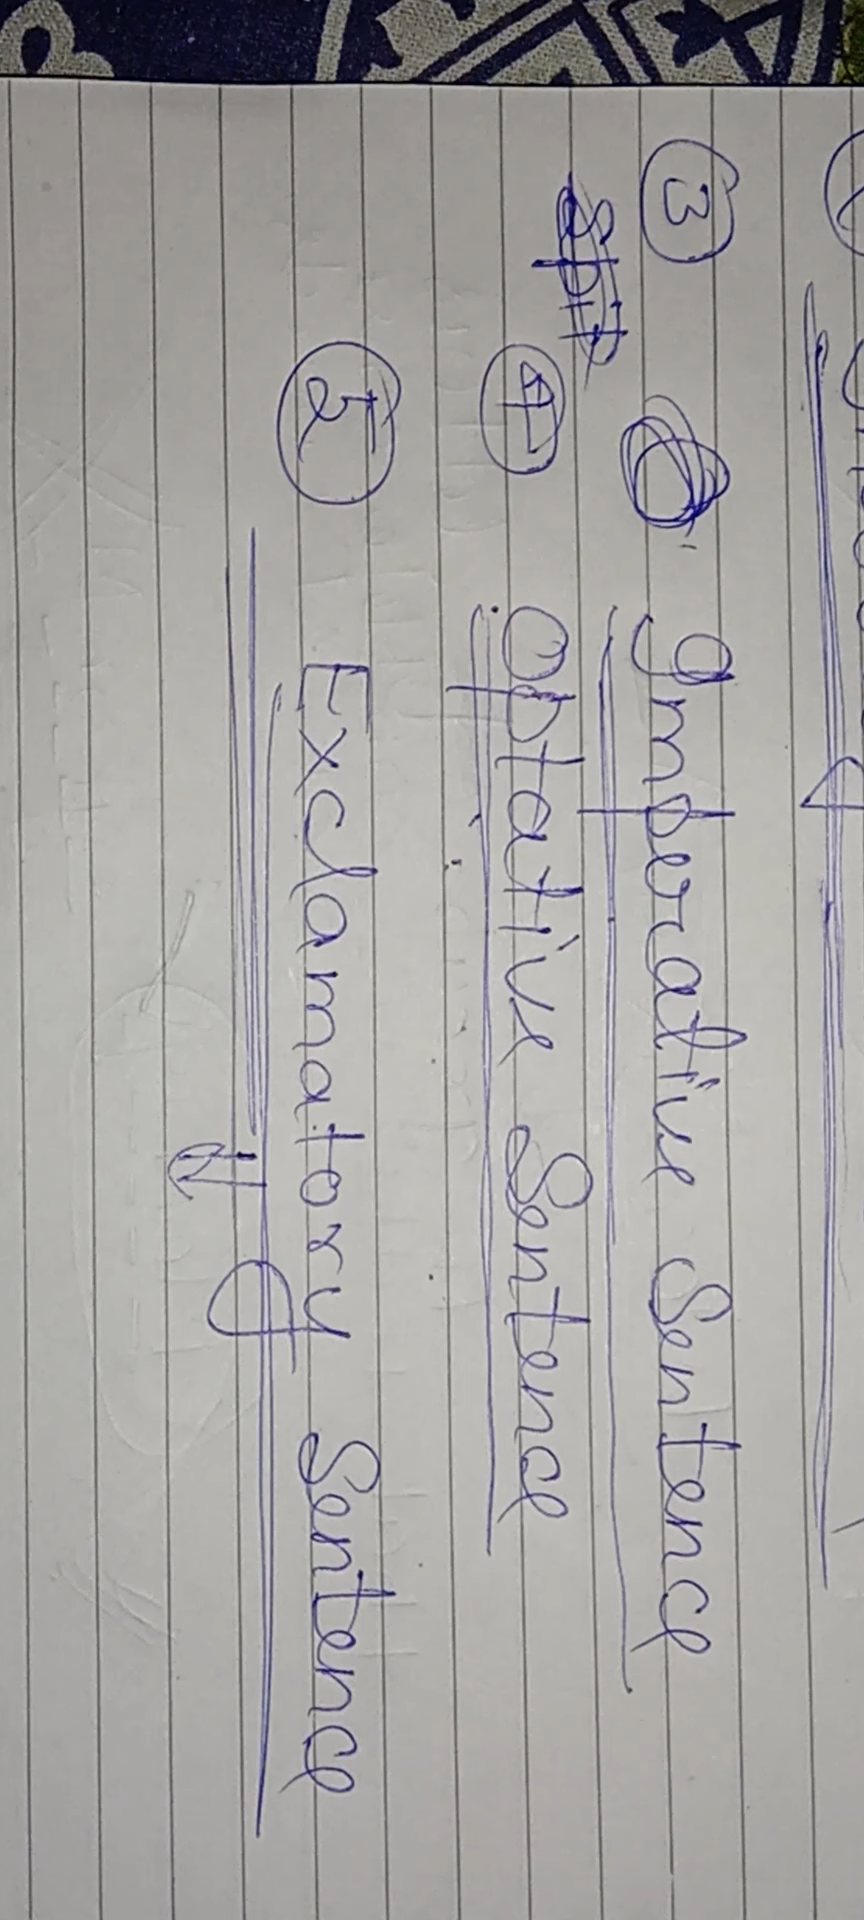 ③ Imperative Sentence
④ Optative Sentence
⑤ Exclamatory Sentence